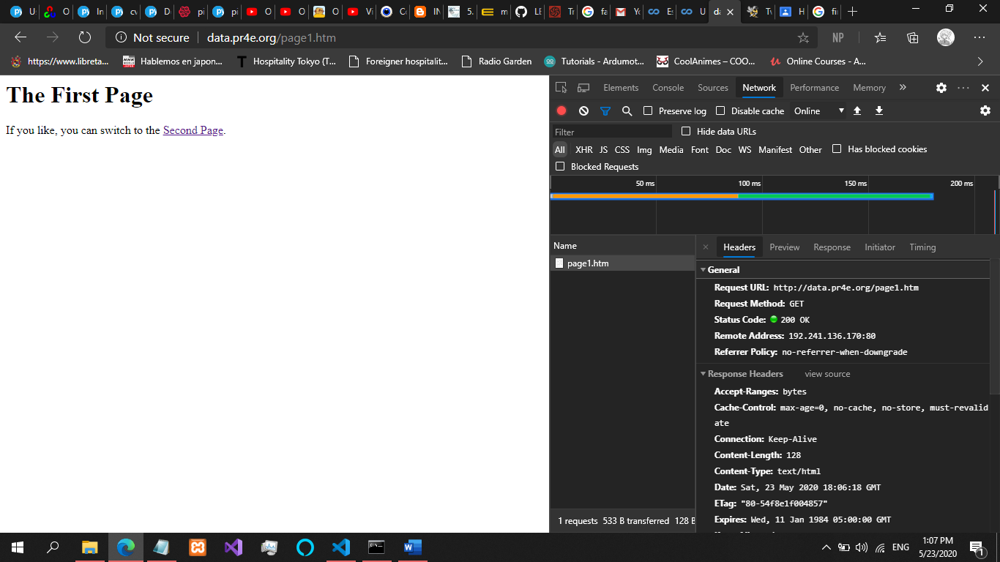 U
O
In
cv
D
pi
pi
O
O
O
Vi
C
IN
5.
m
LE
Tr
fa
Yo
Es
U
da
Tv
H
fir
Not secure
data.pr4e.org/page1.htm
NP
https://www.libreta...
Hablemos en japon...
Hospitality Tokyo (T...
Foreigner hospitalit...
Radio Garden
Tutorials - Ardumot...
CoolAnimes – COO...
Online Courses - A...
The First Page
If you like, you can switch to the Second Page.
Elements
Console
Sources
Network
Performance
Memory
Preserve log
Disable cache
Online
Filter
Hide data URLs
All
XHR
JS
CSS
Img
Media
Font
Doc
WS
Manifest
Other
Has blocked cookies
Blocked Requests
50 ms
100 ms
150 ms
200 ms
Name
page1.htm
1 requests
533 B transferred
128 B
Headers
Preview
Response
Initiator
Timing
General
Request URL: http://data.pr4e.org/page1.htm
Request Method: GET
Status Code: 200 OK
Remote Address: 192.241.136.170:80
Referrer Policy: no-referrer-when-downgrade
Response Headers
view source
Accept-Ranges: bytes
Cache-Control: max-age=0, no-cache, no-store, must-revalid
ate
Connection: Keep-Alive
Content-Length: 128
Content-Type: text/html
Date: Sat, 23 May 2020 18:06:18 GMT
ETag: "80-54f8e1f004857"
Expires: Wed, 11 Jan 1984 05:00:00 GMT
ENG
1:07 PM
5/23/2020
1